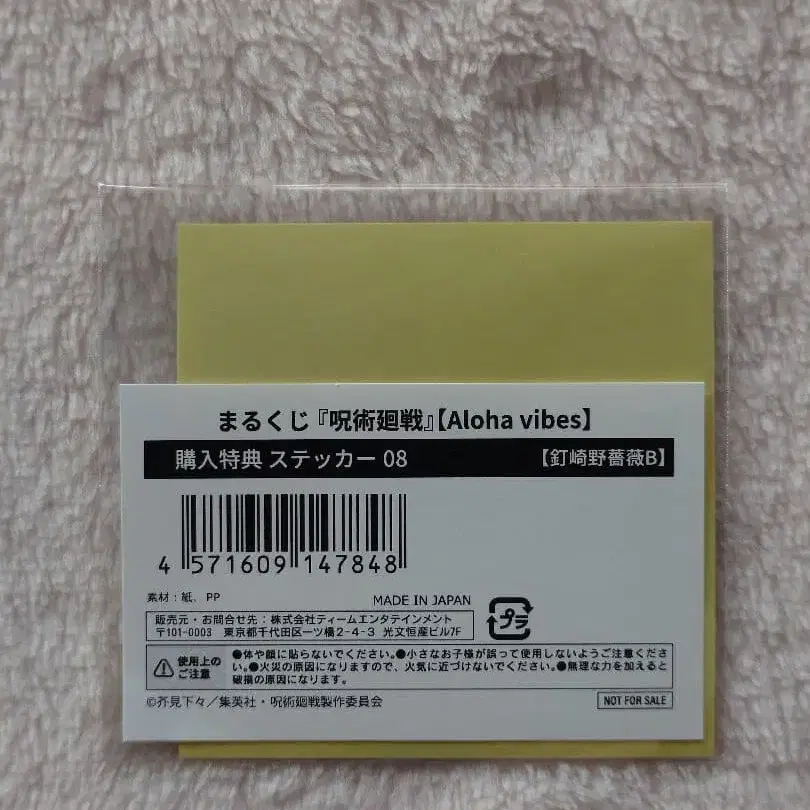 まるくじ『呪術廻戦』【Aloha vibes】
購入特典 ステッカー 08 【釘崎野薔薇B】
4 571609 147848
素材：紙、PP
MADE IN JAPAN
プラ
販売元・お問合せ先：株式会社ティームエンタテインメント
〒101-0003 東京都千代田区一ツ橋2-4-3 光文恒産ビル7F
使用上の
ご注意
●体や顔に貼らないでください。●小さなお子様が誤って使用しないようご注意くださ
い。●火災の原因になりますので、火気に近づけないでください。●無理な力を加えると
破損の原因になります。
©芥見下々／集英社・呪術廻戦製作委員会
NOT FOR SALE